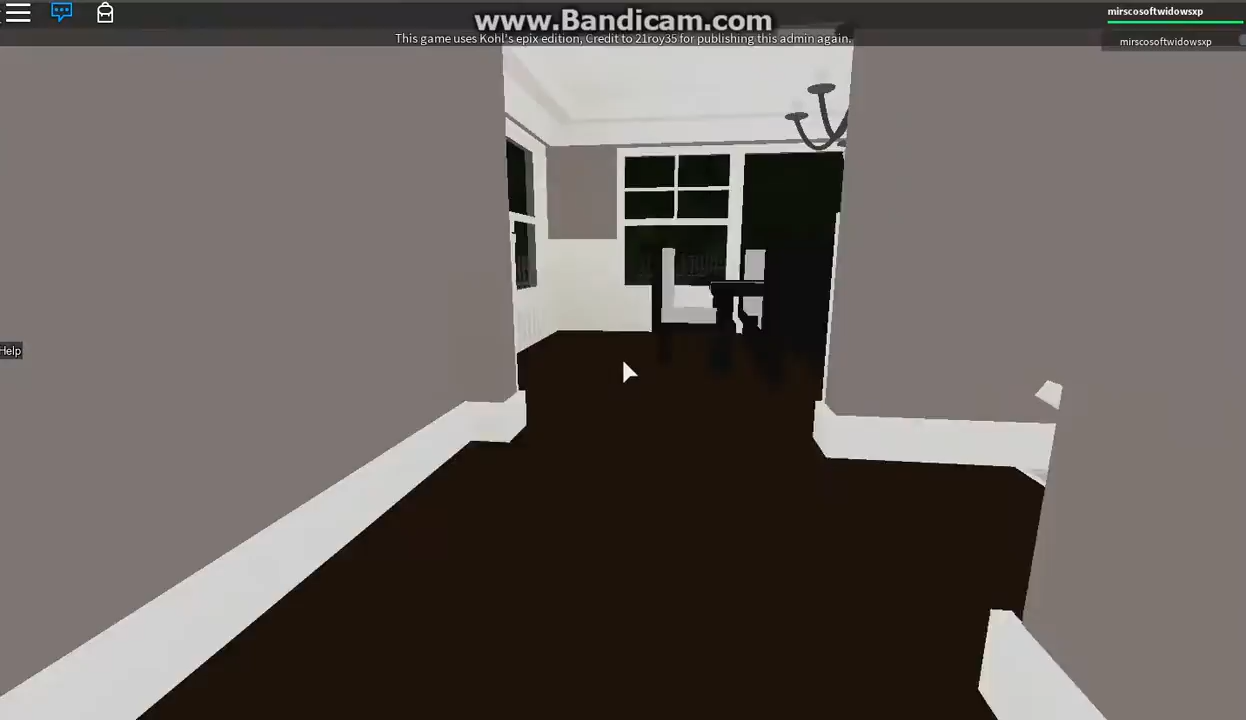 www.Bandicam.com
mirscosoftwidowsxp
This game uses Kohl's epix edition, Credit to 21roy35 for publishing this admin again.
mirscosoftwidowsxp
Help